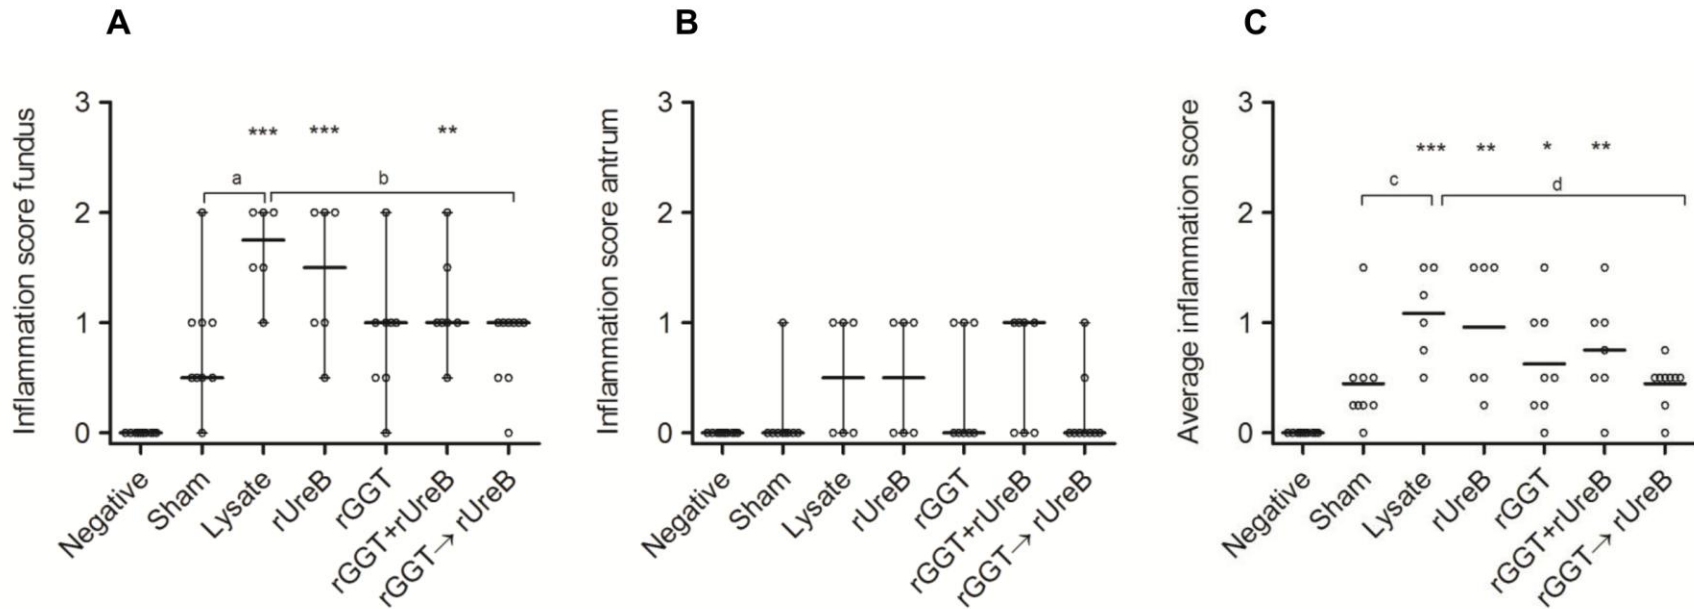 A
Inflammation score fundus
3
2
1
0
***
***
**
a
b
Negative
Sham
Lysate
rUreB
rGGT
rGGT+rUreB
rGGT→ rUreB
B
Inflammation score antrum
3
2
1
0
Negative
Sham
Lysate
rUreB
rGGT
rGGT+rUreB
rGGT→ rUreB
C
Average inflammation score
3
2
1
0
***
**
*
**
c
d
Negative
Sham
Lysate
rUreB
rGGT
rGGT+rUreB
rGGT→ rUreB